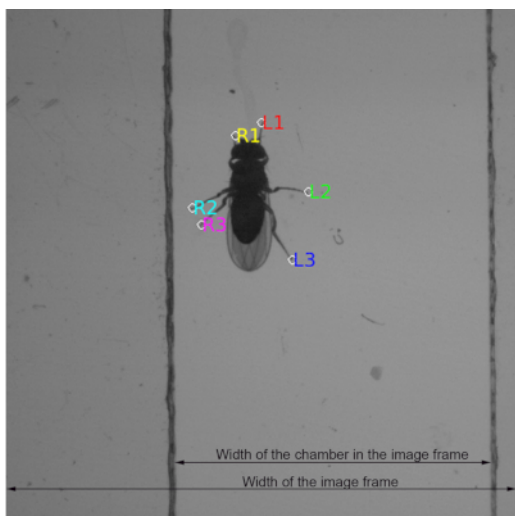 L1
R1
L2
R2
R3
L3
Width of the chamber in the image frame
Width of the image frame